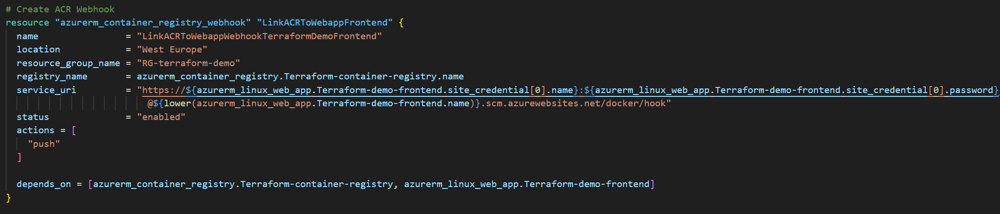 # Create ACR Webhook
resource "azurerm_container_registry_webhook" "LinkACRToWebappFrontend" {
  name                = "LinkACRToWebappWebhookTerraformDemoFrontend"
  location            = "West Europe"
  resource_group_name = "RG-terraform-demo"
  registry_name       = azurerm_container_registry.Terraform-container-registry.name
  service_uri         = "https://${azurerm_linux_web_app.Terraform-demo-frontend.site_credential[0].name}:${azurerm_linux_web_app.Terraform-demo-frontend.site_credential[0].password}
                        @${lower(azurerm_linux_web_app.Terraform-demo-frontend.name)}.scm.azurewebsites.net/docker/hook"
  status              = "enabled"
  actions = [
    "push"
  ]
  depends_on = [azurerm_container_registry.Terraform-container-registry, azurerm_linux_web_app.Terraform-demo-frontend]
}